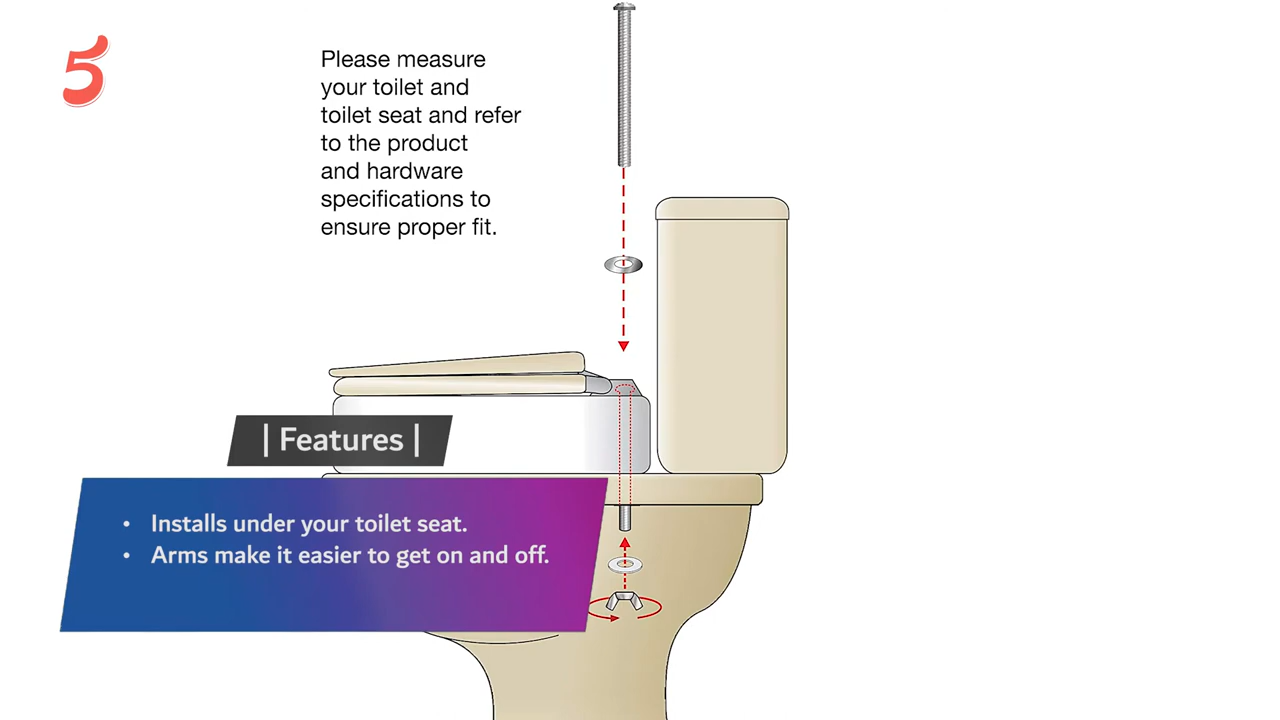 5
Please measure
your toilet and
toilet seat and refer
to the product
and hardware
specifications to
ensure proper fit.
| Features |
• Installs under your toilet seat.
• Arms make it easier to get on and off.